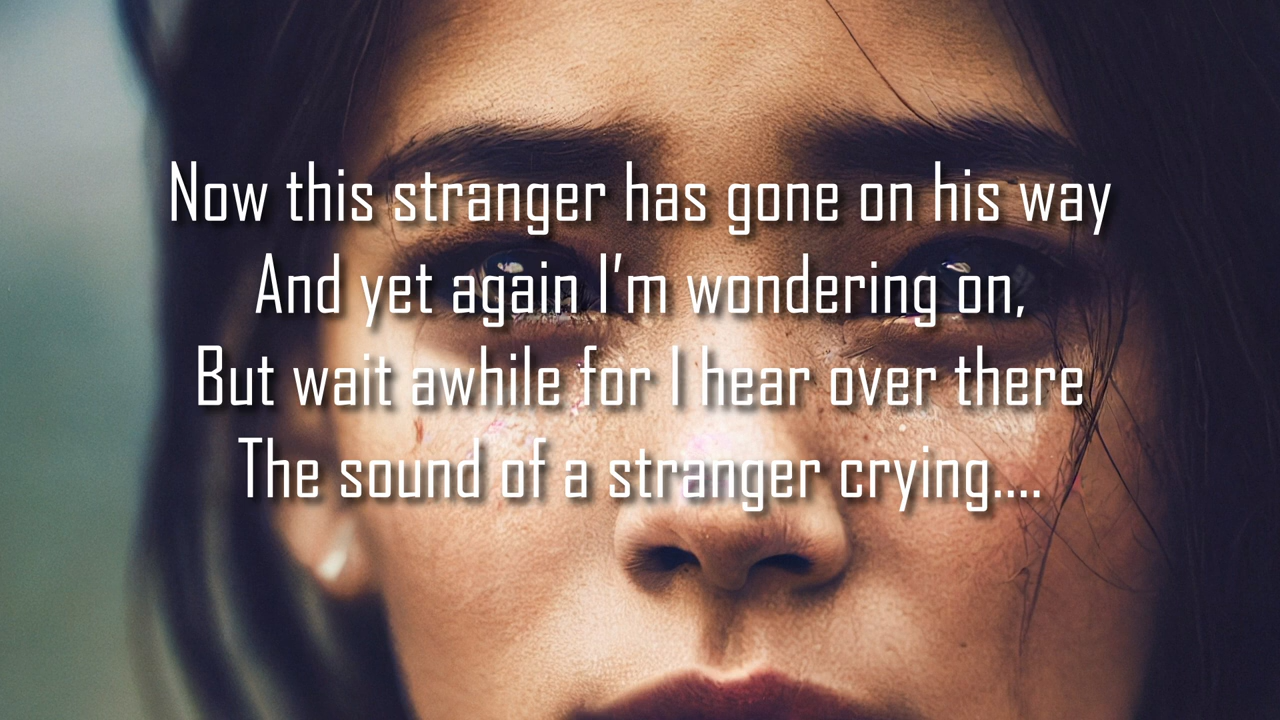 Now this stranger has gone on his way
And yet again I'm wondering on,
But wait awhile for I hear over there
The sound of a stranger crying....